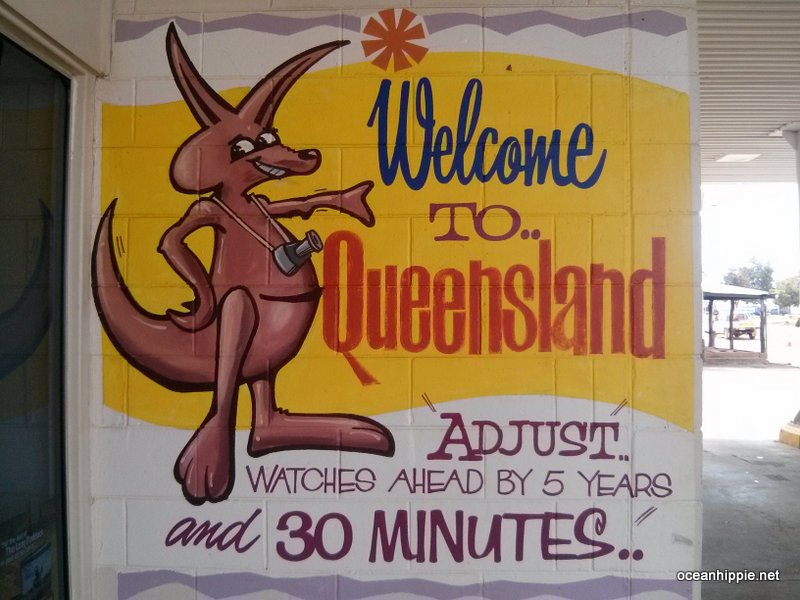 Welcome
TO..
Queensland
"ADJUST"..
WATCHES AHEAD BY 5 YEARS
and 30 MINUTES"..
oceanhippie.net